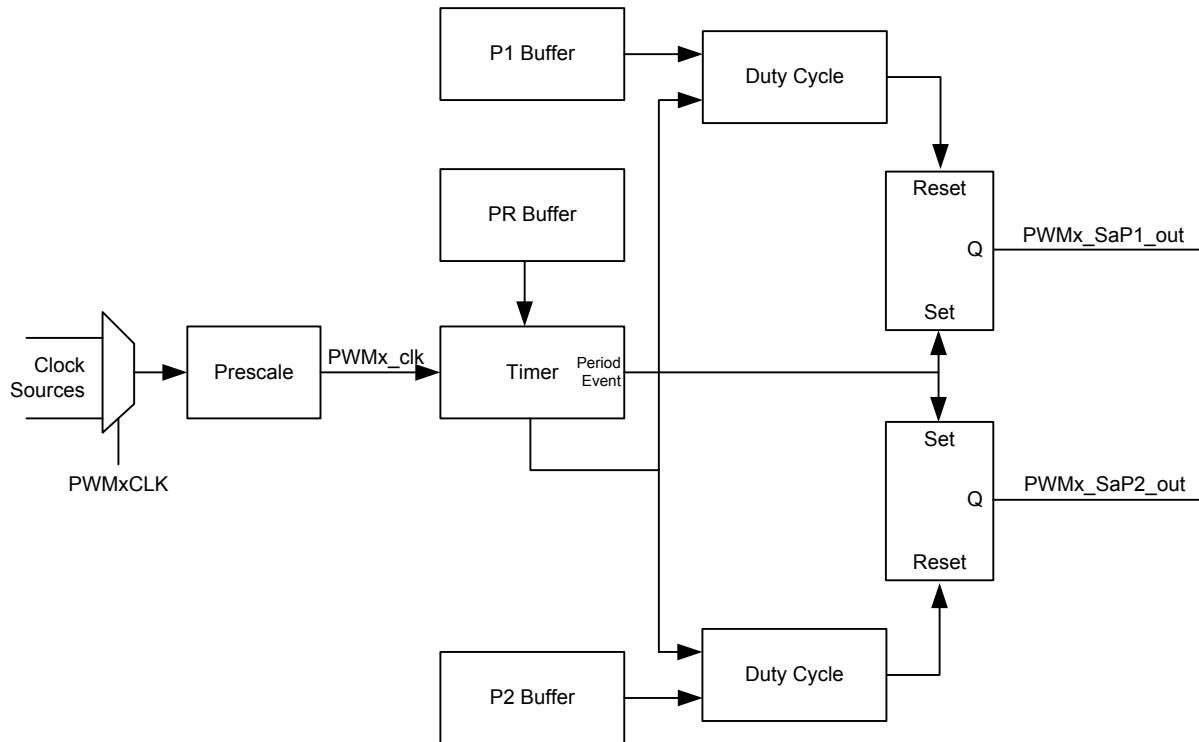 P1 Buffer
Duty Cycle
PR Buffer
Reset
Q
PWMx_SaP1_out
Set
Clock
Sources
Prescale
PWMx_clk
Timer
Period
Event
PWMxCLK
Set
Q
PWMx_SaP2_out
Reset
P2 Buffer
Duty Cycle